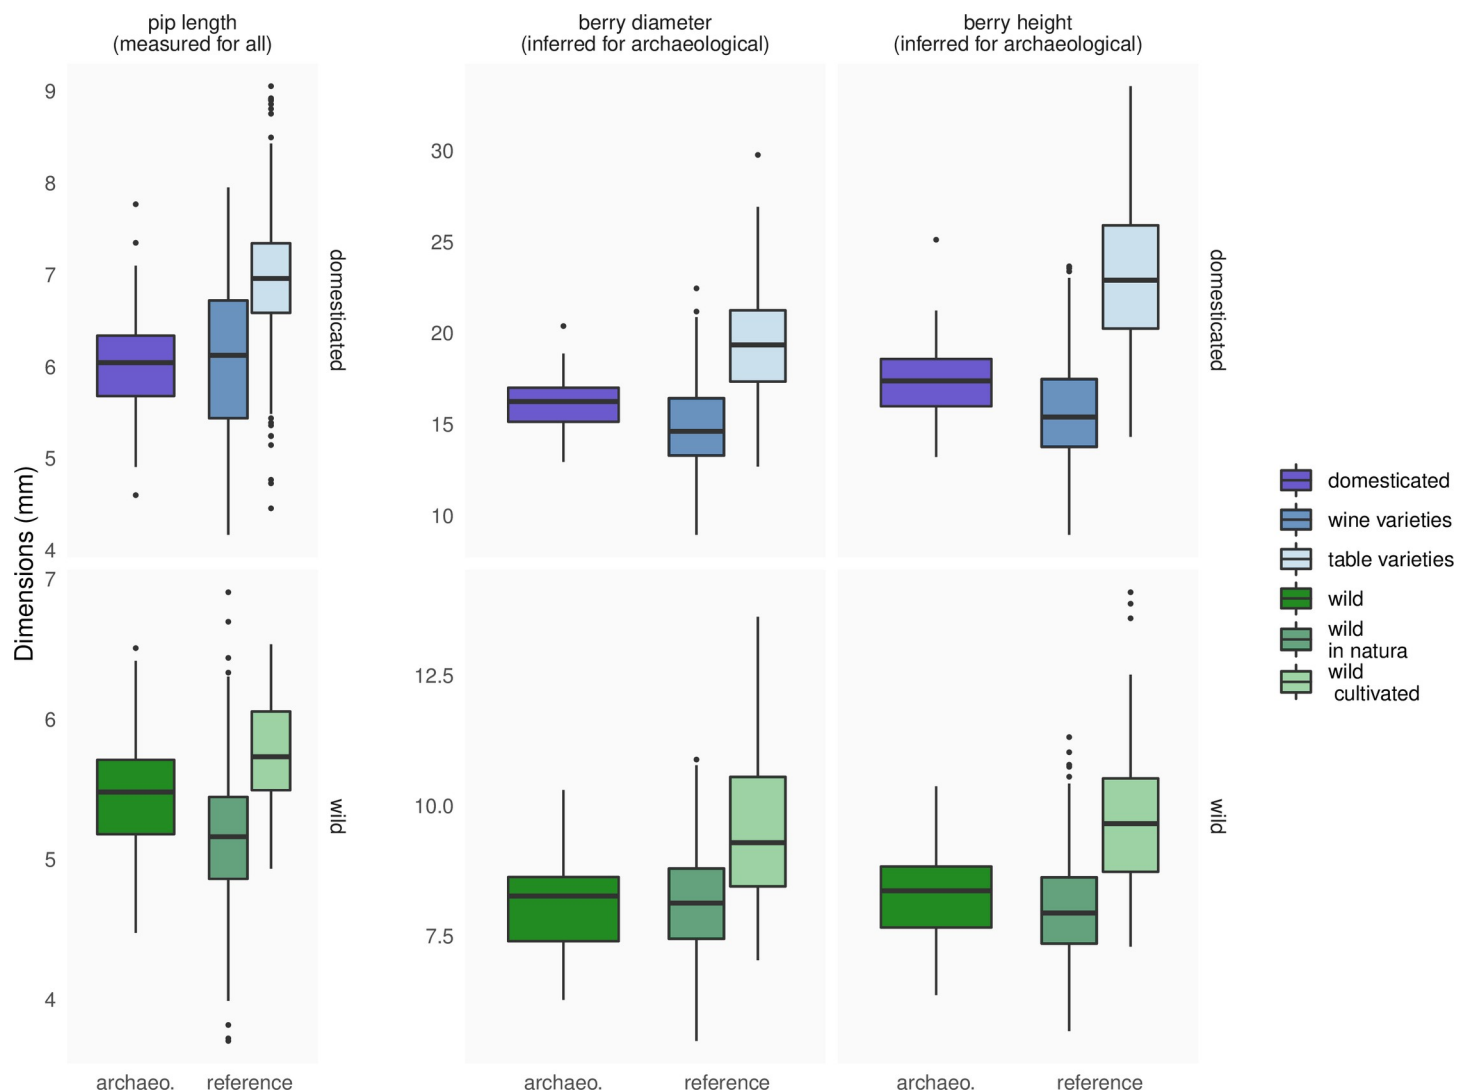 pip length
(measured for all)
berry diameter
(inferred for archaeological)
berry height
(inferred for archaeological)
Dimensions (mm)
9
8
7
6
5
4
domesticated
30
25
20
15
10
domesticated
7
6
5
4
wild
12.5
10.0
7.5
wild
archaeo.
reference
archaeo.
reference
archaeo.
reference
domesticated
wine varieties
table varieties
wild
wild
in natura
wild
cultivated